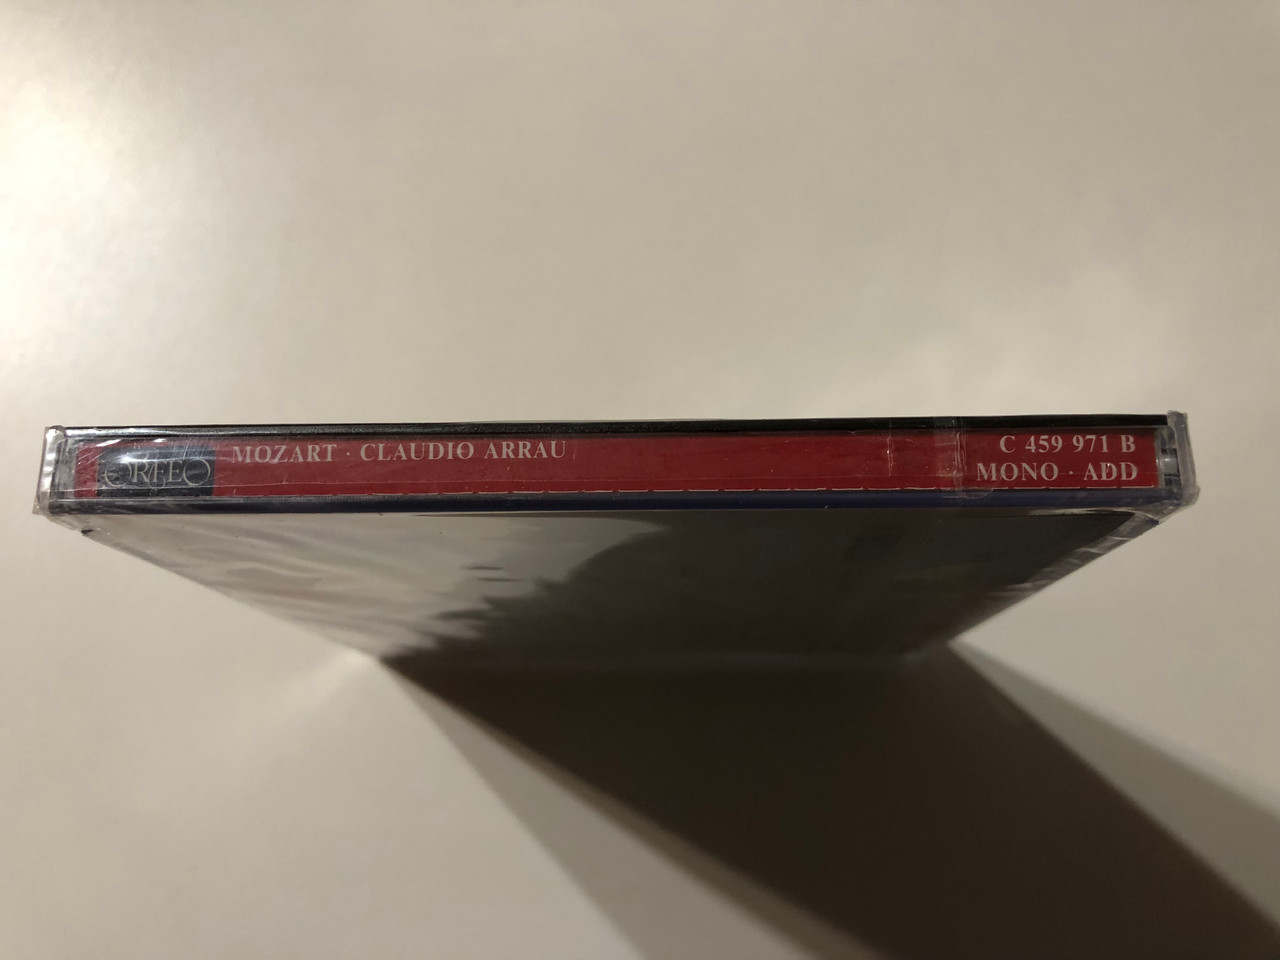 ORFEO
MOZART · CLAUDIO ARRAU
C 459 971 B
MONO · ADD